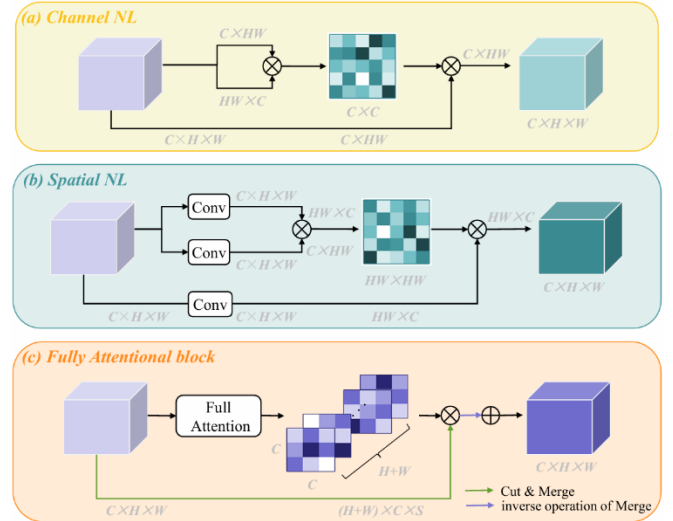 (a) Channel NL
C×HW
HW×C
C×C
C×HW
C×H×W
C×HW
C×H×W
(b) Spatial NL
Conv
C×H×W
Conv
C×H×W
HW×C
C×HW
HW×HW
HW×C
Conv
C×H×W
C×H×W
HW×C
C×H×W
(c) Fully Attentional block
Full
Attention
C
C
H+W
C×H×W
(H+W)×C×S
C×H×W
Cut & Merge
inverse operation of Merge